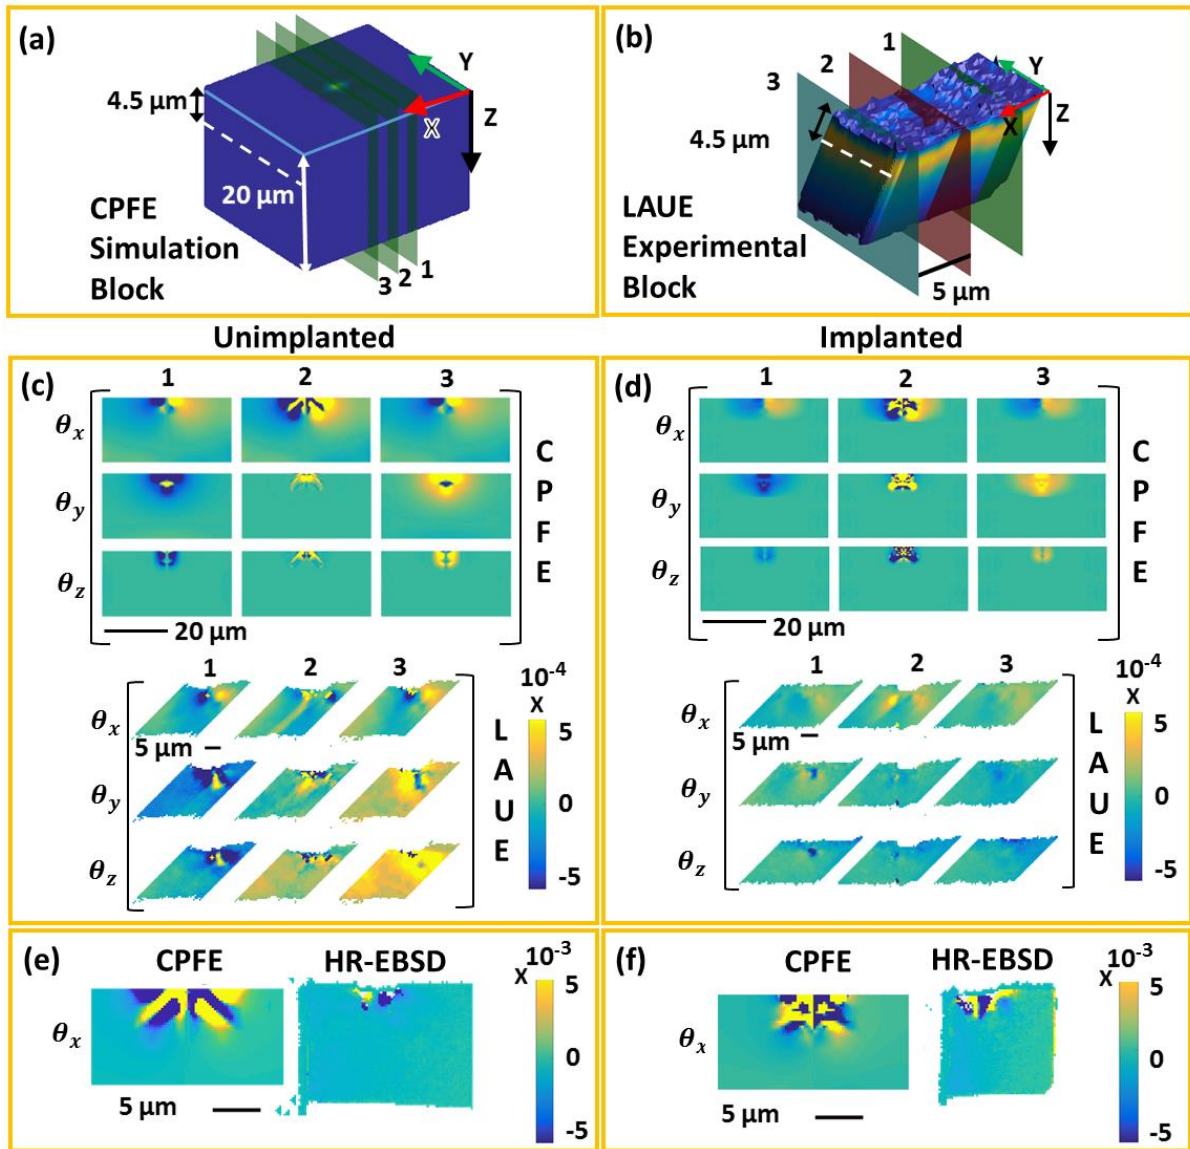 (a)
Y
4.5 μm
X
Z
20 μm
CPFE
Simulation
Block
3 2 1
(b)
1
2
3
Y
X
Z
4.5 μm
LAUE
Experimental
Block
5 μm
Unimplanted
Implanted
(c)
1 2 3
θx
θy
θz
C
P
F
E
20 μm
1 2 3
θx
5 μm
θy
θz
L
A
U
E
10-4
X
5
0
-5
(d)
1 2 3
θx
θy
θz
C
P
F
E
20 μm
1 2 3
θx
5 μm
θy
θz
L
A
U
E
10-4
X
5
0
-5
(e)
CPFE HR-EBSD
θx
5 μm
10-3
X
5
0
-5
(f)
CPFE HR-EBSD
θx
5 μm
10-3
X
5
0
-5